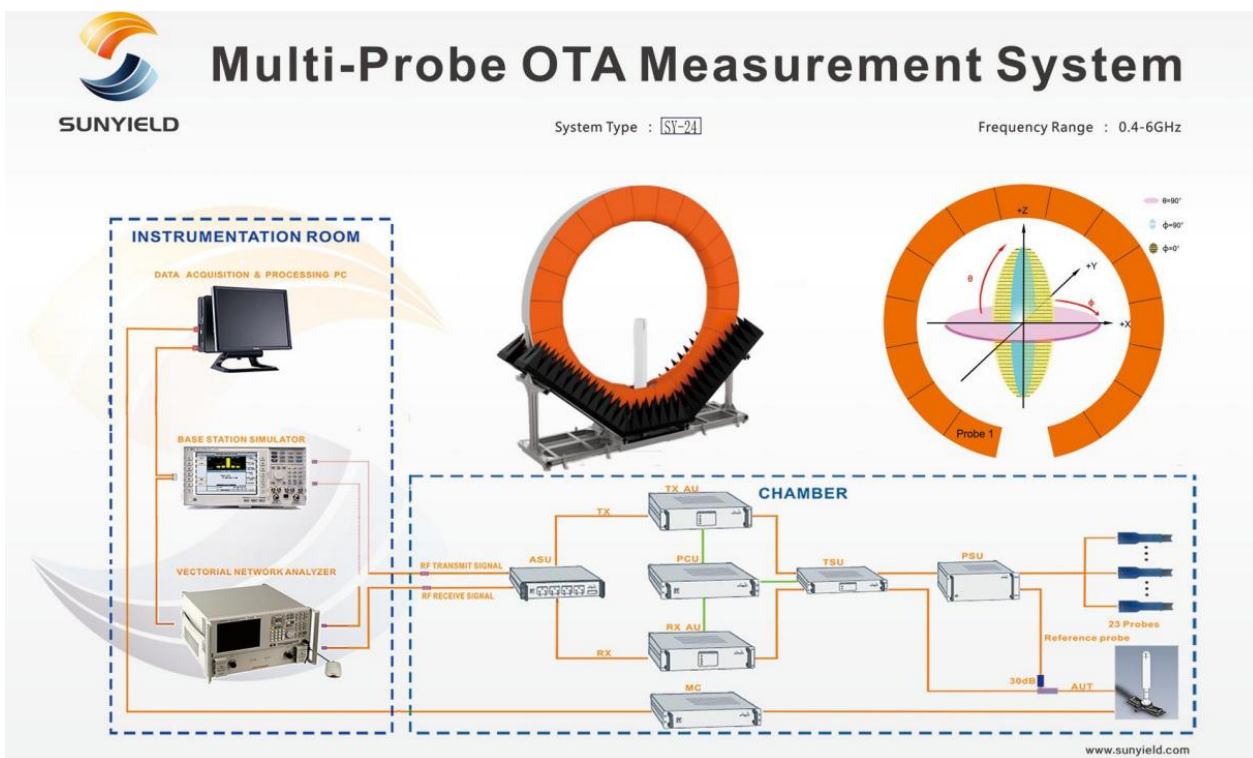 Multi-Probe OTA Measurement System
SUNYIELD
System Type : SY-24
Frequency Range : 0.4-6GHz
θ=90°
ϕ=90°
ϕ=0°
+Z
+Y
θ
ϕ
+X
Probe 1
INSTRUMENTATION ROOM
DATA ACQUISITION & PROCESSING PC
BASE STATION SIMULATOR
VECTORIAL NETWORK ANALYZER
CHAMBER
TX AU
TX
ASU
PCU
TSU
PSU
RF TRANSMIT SIGNAL
RF RECEIVE SIGNAL
RX AU
RX
23 Probes
Reference probe
30dB
AUT
MC
www.sunyield.com